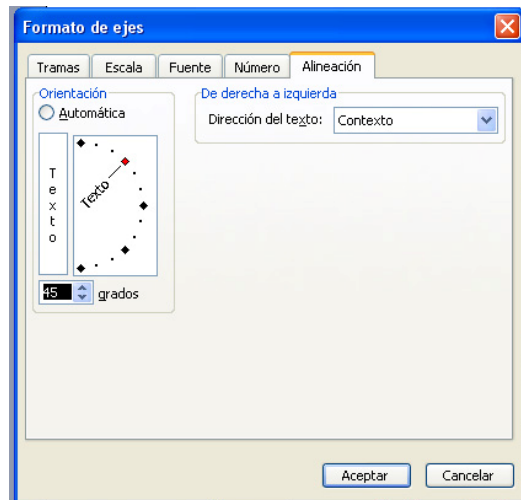 Formato de ejes
Tramas Escala Fuente Número Alineación
Orientación
Automática
Texto
Texto
45 grados
De derecha a izquierda
Dirección del texto: Contexto
Aceptar Cancelar